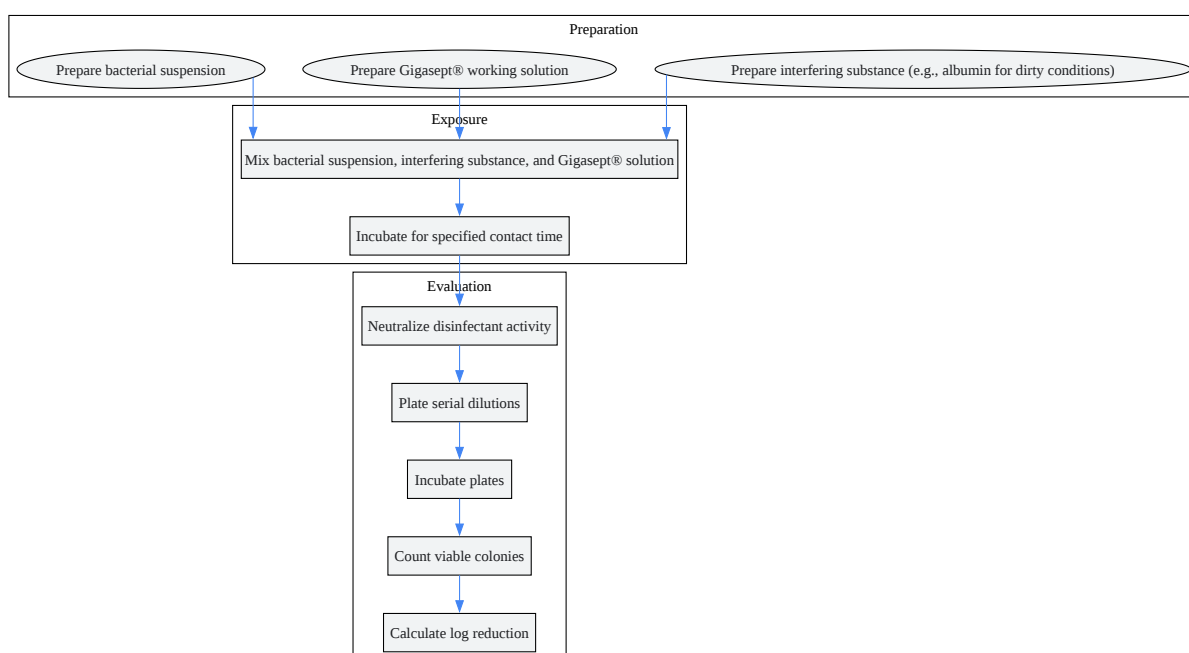 Preparation
Prepare bacterial suspension
Prepare Gigasept® working solution
Prepare interfering substance (e.g., albumin for dirty conditions)
Exposure
Mix bacterial suspension, interfering substance, and Gigasept® solution
Incubate for specified contact time
Evaluation
Neutralize disinfectant activity
Plate serial dilutions
Incubate plates
Count viable colonies
Calculate log reduction